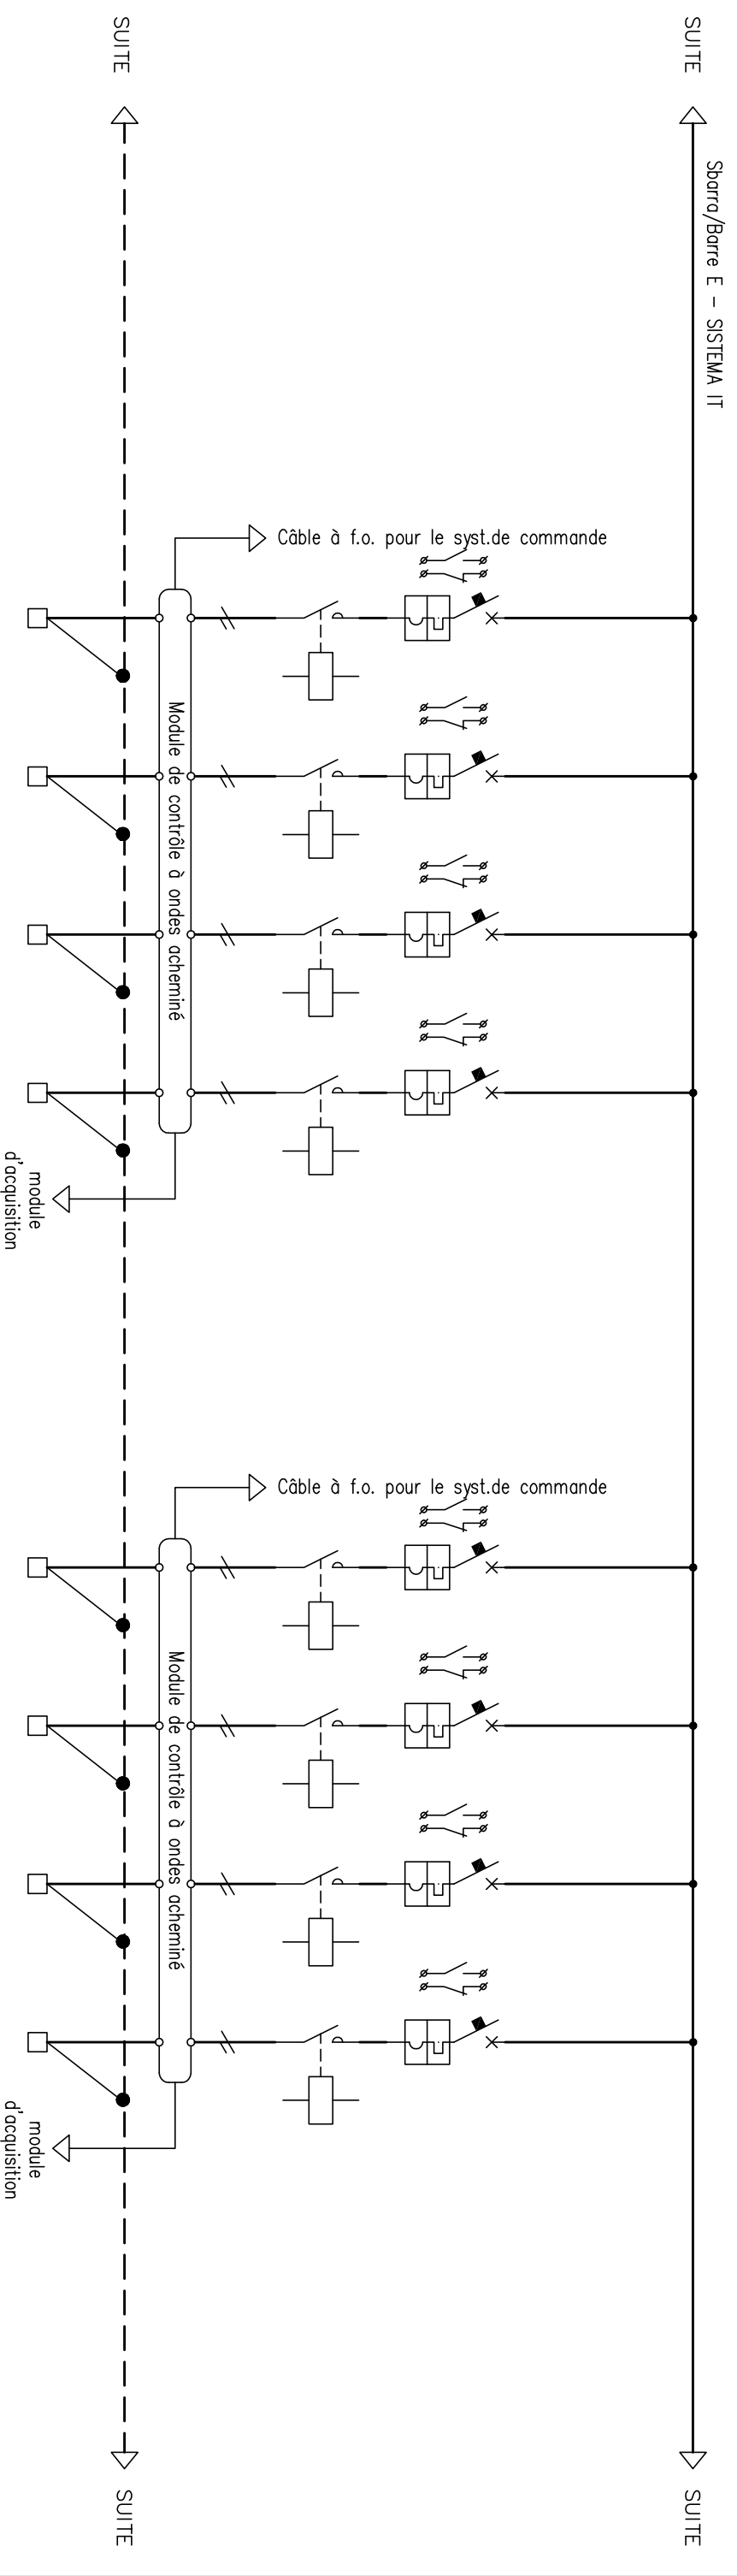 SUITE
SUITE
Sbarra/Barre E - SISTEMA IT
Câble à f.o. pour le syst.de commande
Module de contrôle à ondes acheminé
module
d'acquisition
Câble à f.o. pour le syst.de commande
Module de contrôle à ondes acheminé
module
d'acquisition
SUITE
SUITE